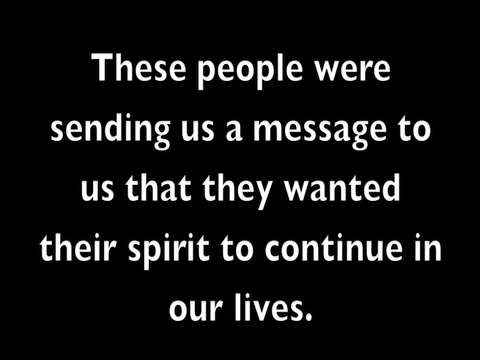 These people were
sending us a message to
us that they wanted
their spirit to continue in
our lives.